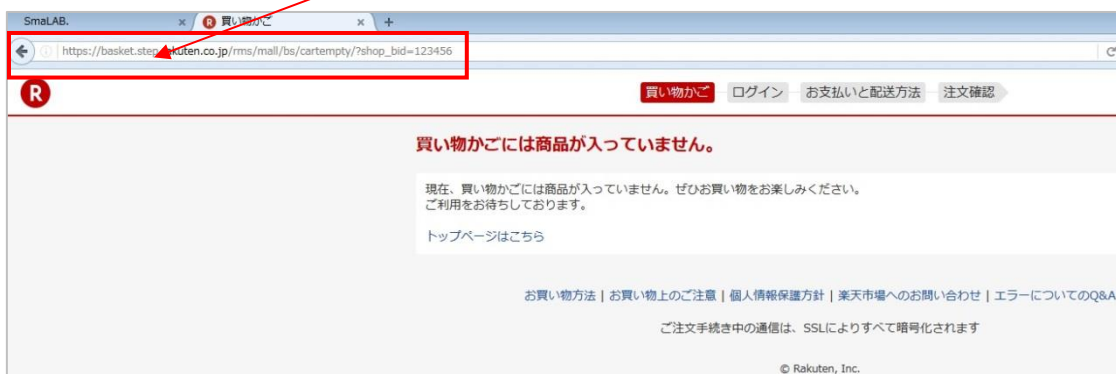 SmaLAB. × R 買い物かご × +
https://basket.step.rakuten.co.jp/rms/mall/bs/cartempty/?shop_bid=123456
R 買い物かご ログイン お支払いと配送方法 注文確認
買い物かごには商品が入っていません。
現在、買い物かごには商品が入っていません。ぜひお買い物をお楽しみください。
ご利用をお待ちしております。
トップページはこちら
お買い物方法 | お買い物上のご注意 | 個人情報保護方針 | 楽天市場へのお問い合わせ | エラーについてのQ&A
ご注文手続き中の通信は、SSLによりすべて暗号化されます
© Rakuten, Inc.